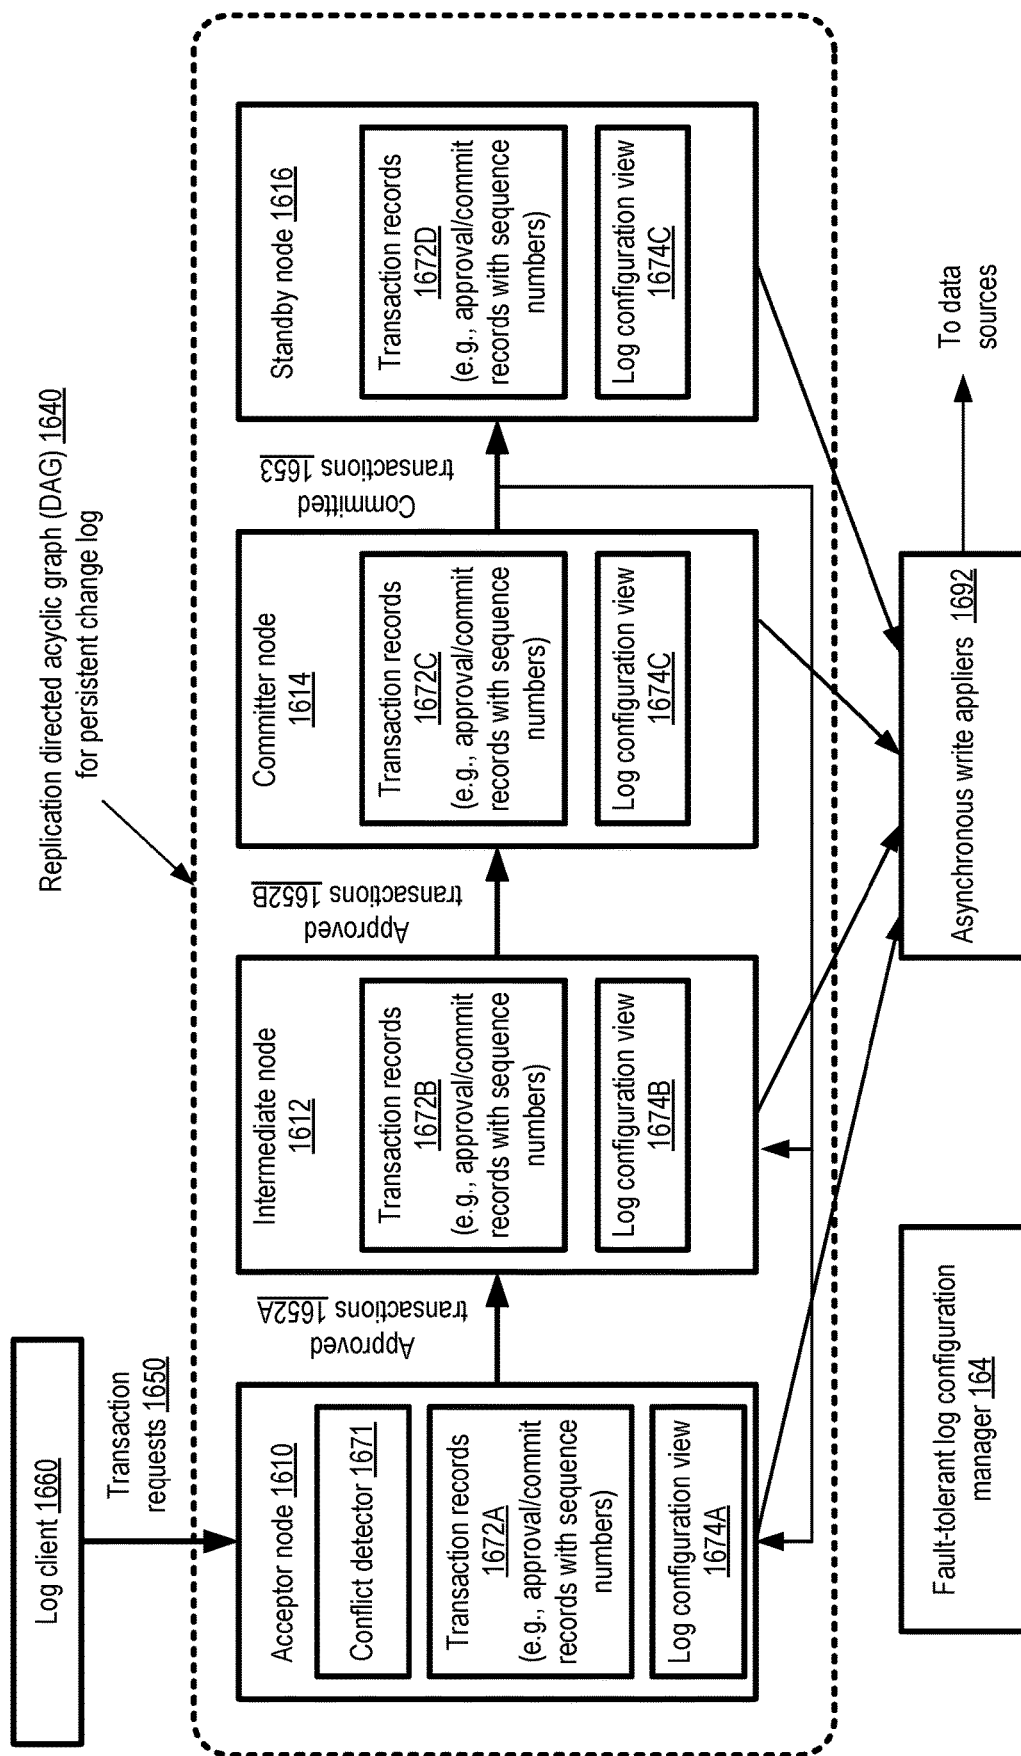 Log client 1660
Transaction
requests 1650
Replication directed acyclic graph (DAG) 1640
for persistent change log
Acceptor node 1610
Conflict detector 1671
Transaction records
1672A
(e.g., approval/commit
records with sequence
numbers)
Log configuration view
1674A
Approved
transactions 1652A
Intermediate node
1612
Transaction records
1672B
(e.g., approval/commit
records with sequence
numbers)
Log configuration view
1674B
Approved
transactions 1652B
Committer node
1614
Transaction records
1672C
(e.g., approval/commit
records with sequence
numbers)
Log configuration view
1674C
Committed
transactions 1653
Standby node 1616
Transaction records
1672D
(e.g., approval/commit
records with sequence
numbers)
Log configuration view
1674C
Fault-tolerant log configuration
manager 164
Asynchronous write appliers 1692
To data
sources